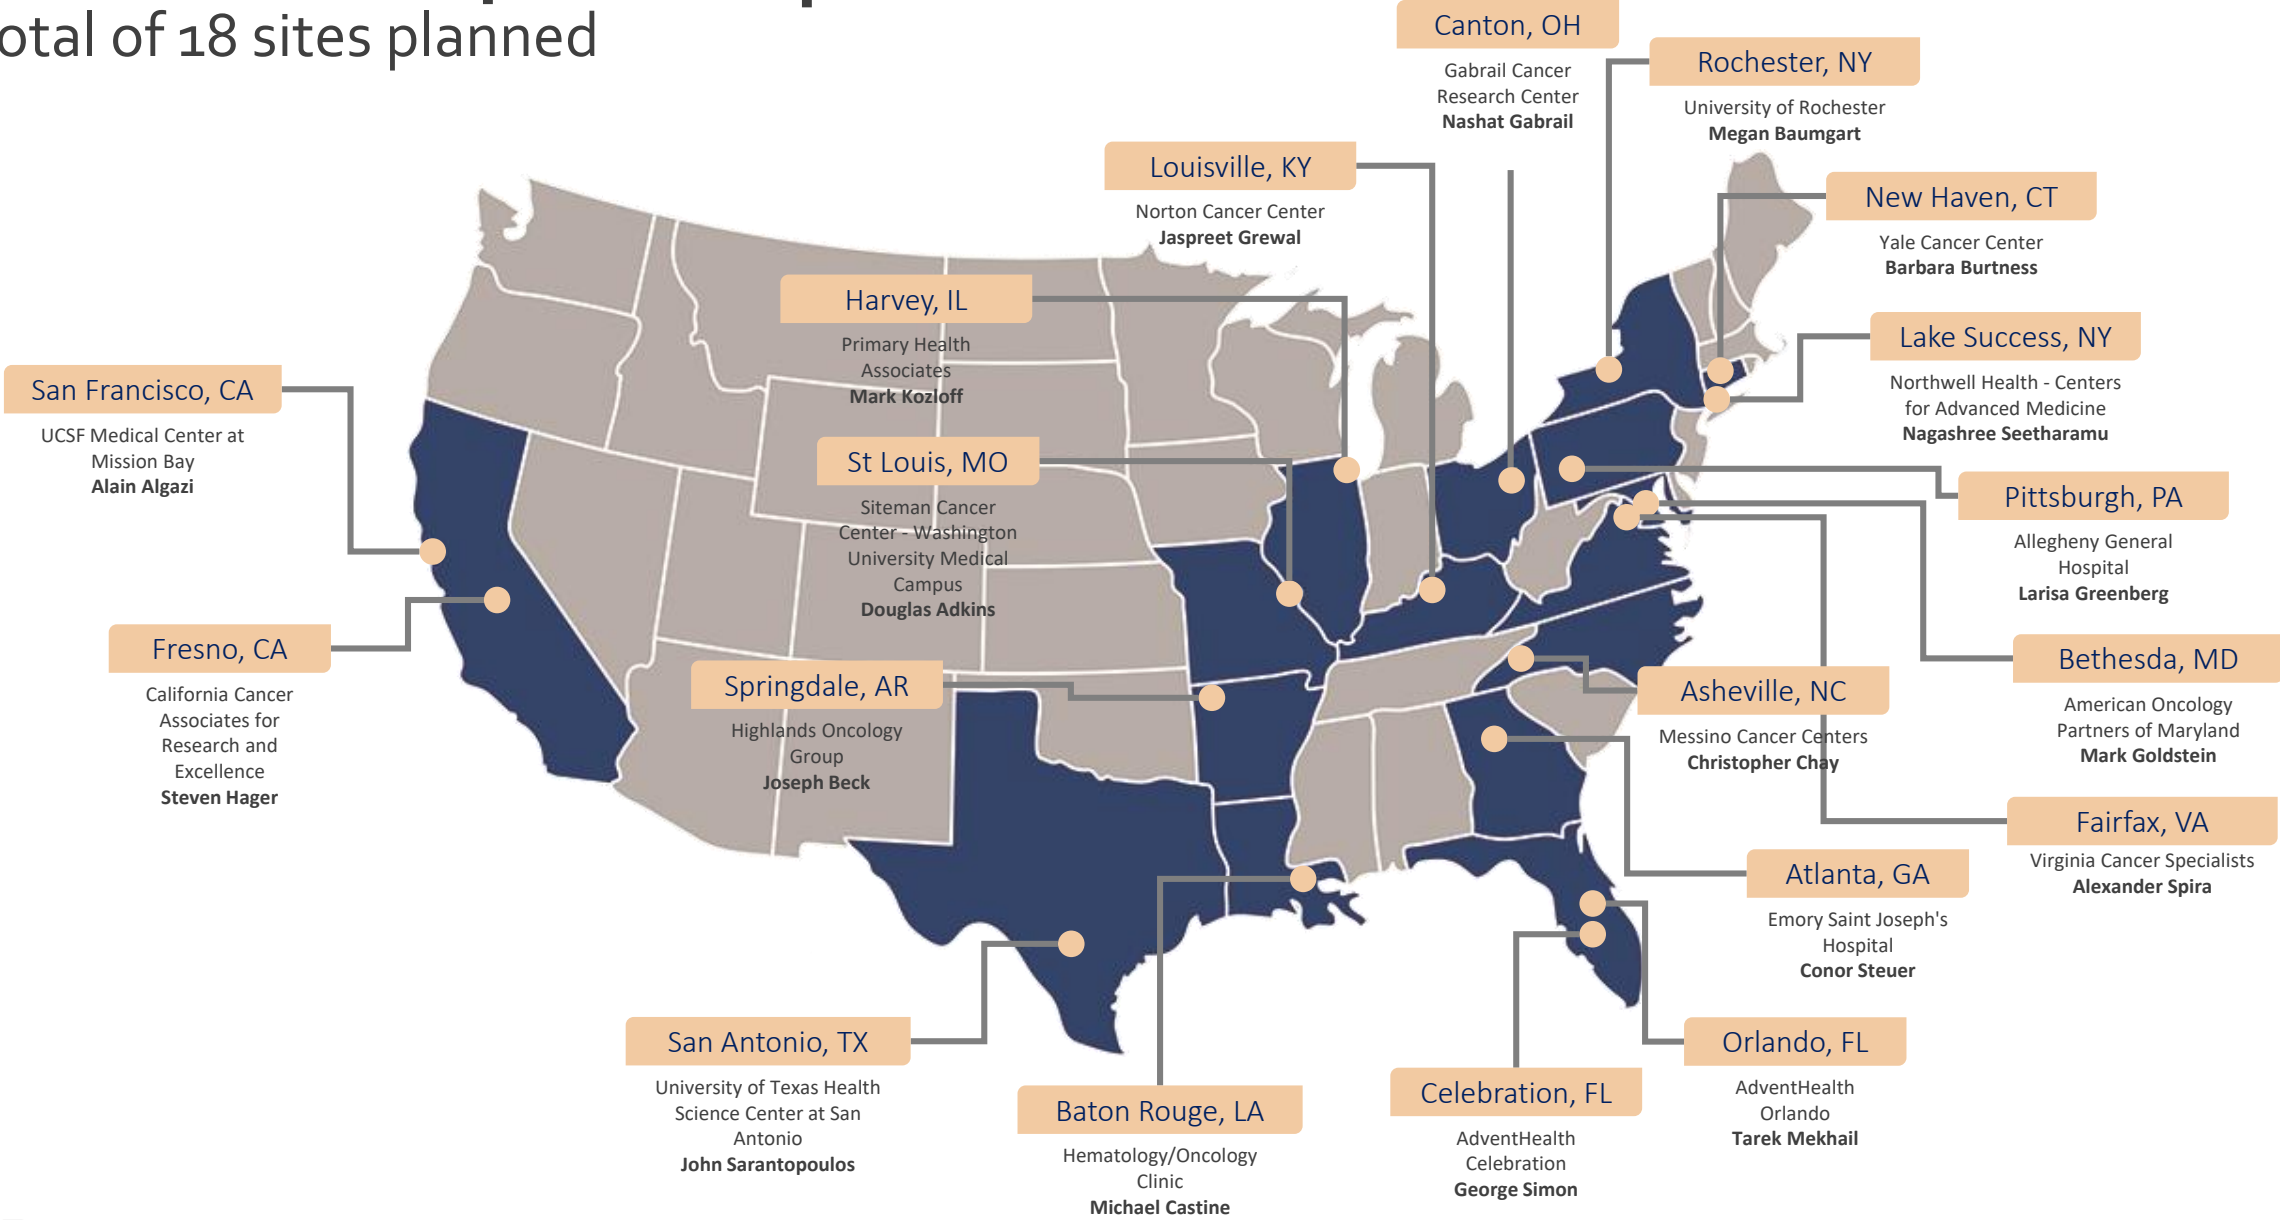 otal of 18 sites planned
Canton, OH
Gabrail Cancer
Research Center
Nashat Gabrail
Rochester, NY
University of Rochester
Megan Baumgart
Louisville, KY
Norton Cancer Center
Jaspreet Grewal
New Haven, CT
Yale Cancer Center
Barbara Burtness
Harvey, IL
Primary Health
Associates
Mark Kozloff
Lake Success, NY
Northwell Health - Centers
for Advanced Medicine
Nagashree Seetharamu
San Francisco, CA
UCSF Medical Center at
Mission Bay
Alain Algazi
St Louis, MO
Siteman Cancer
Center - Washington
University Medical
Campus
Douglas Adkins
Pittsburgh, PA
Allegheny General
Hospital
Larisa Greenberg
Fresno, CA
California Cancer
Associates for
Research and
Excellence
Steven Hager
Springdale, AR
Highlands Oncology
Group
Joseph Beck
Asheville, NC
Messino Cancer Centers
Christopher Chay
Bethesda, MD
American Oncology
Partners of Maryland
Mark Goldstein
Fairfax, VA
Virginia Cancer Specialists
Alexander Spira
Atlanta, GA
Emory Saint Joseph's
Hospital
Conor Steuer
San Antonio, TX
University of Texas Health
Science Center at San
Antonio
John Sarantopoulos
Baton Rouge, LA
Hematology/Oncology
Clinic
Michael Castine
Celebration, FL
AdventHealth
Celebration
George Simon
Orlando, FL
AdventHealth
Orlando
Tarek Mekhail